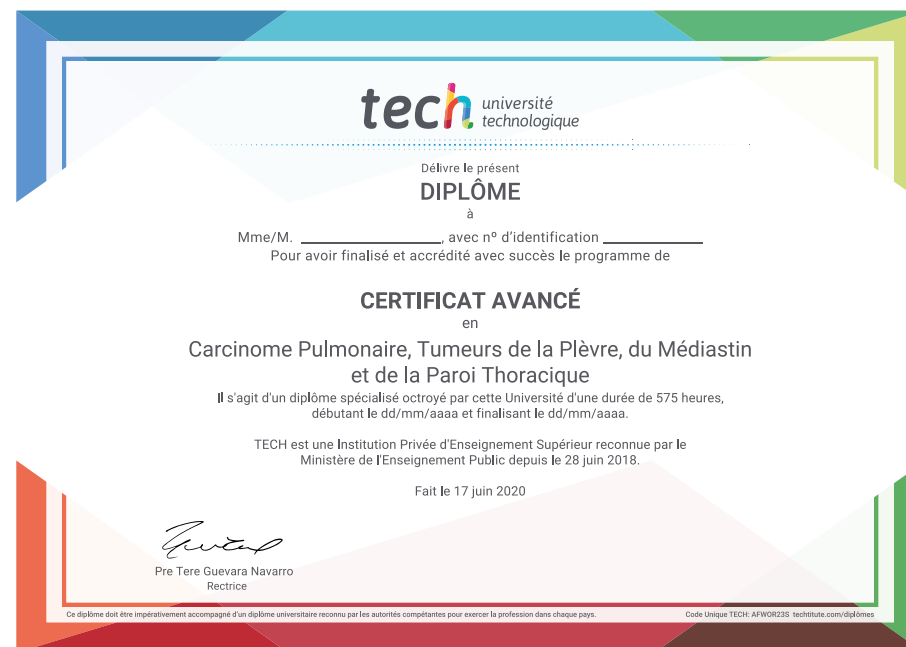 tech université
technologique
Délivre le présent
DIPLÔME
à
Mme/M. ____________________, avec nº d'identification ______________
Pour avoir finalisé et accrédité avec succès le programme de
CERTIFICAT AVANCÉ
en
Carcinome Pulmonaire, Tumeurs de la Plèvre, du Médiastin
et de la Paroi Thoracique
Il s'agit d'un diplôme spécialisé octroyé par cette Université d'une durée de 575 heures,
débutant le dd/mm/aaaa et finalisant le dd/mm/aaaa.
TECH est une Institution Privée d'Enseignement Supérieur reconnue par le
Ministère de l'Enseignement Public depuis le 28 juin 2018.
Fait le 17 juin 2020
Pre Tere Guevara Navarro
Rectrice
Ce diplôme doit être impérativement accompagné d'un diplôme universitaire reconnu par les autorités compétantes pour exercer la profession dans chaque pays.
Code Unique TECH: AFWOR23S techtitute.com/diplômes